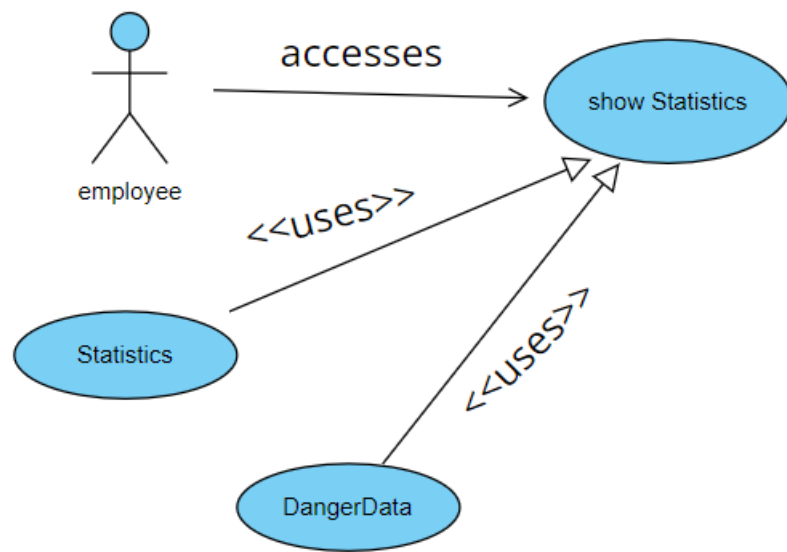 accesses
show Statistics
employee
<<uses>>
Statistics
<<uses>>
DangerData